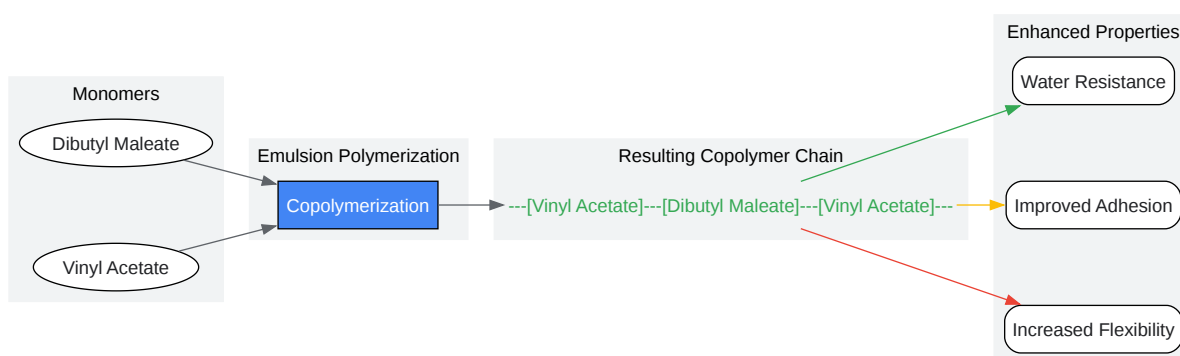 Monomers
Dibutyl Maleate
Vinyl Acetate
Emulsion Polymerization
Copolymerization
Resulting Copolymer Chain
---[Vinyl Acetate]---[Dibutyl Maleate]---[Vinyl Acetate]---
Enhanced Properties
Water Resistance
Improved Adhesion
Increased Flexibility